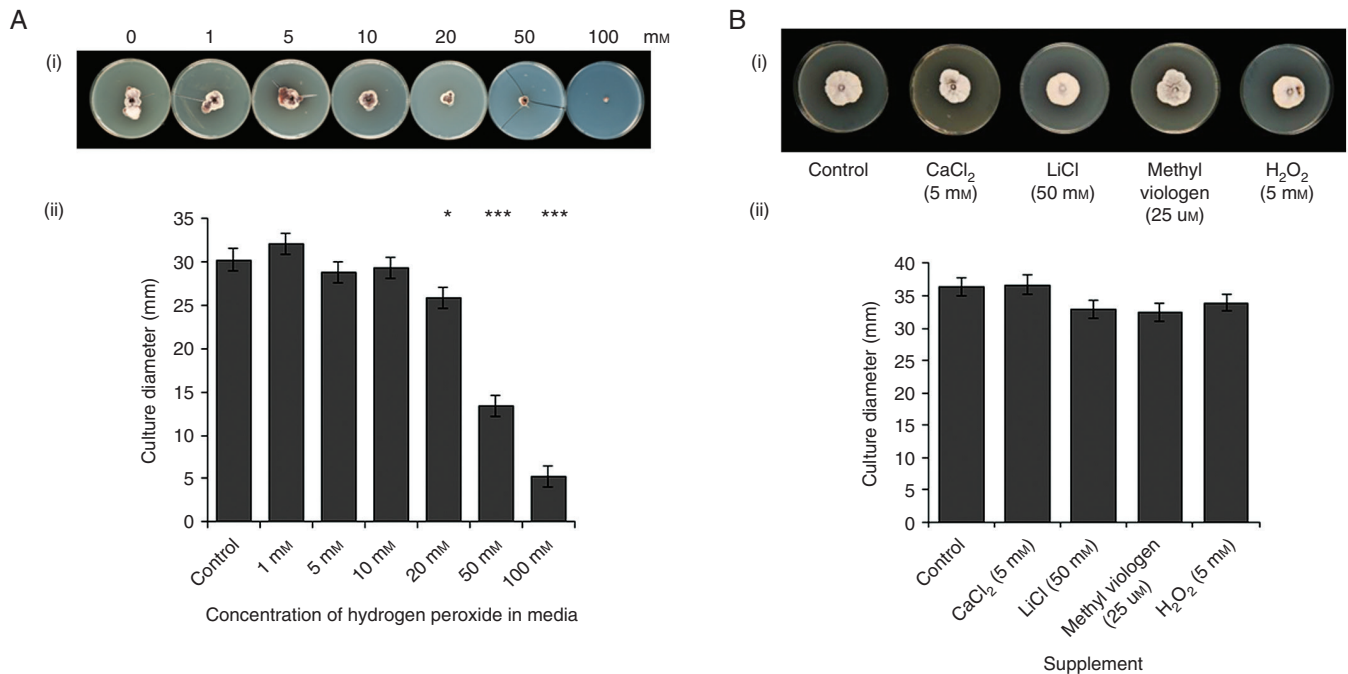 A
0 1 5 10 20 50 100 mM
(i)
(ii)
* *** ***
35
30
25
20
15
10
5
0
Culture diameter (mm)
Control
1 mM
5 mM
10 mM
20 mM
50 mM
100 mM
Concentration of hydrogen peroxide in media
B
(i)
Control
CaCl2
(5 mM)
LiCl
(50 mM)
Methyl
viologen
(25 uM)
H2O2
(5 mM)
(ii)
40
35
30
25
20
15
10
5
0
Culture diameter (mm)
Control
CaCl2 (5 mM)
LiCl (50 mM)
Methyl viologen
(25 uM)
H2O2 (5 mM)
Supplement